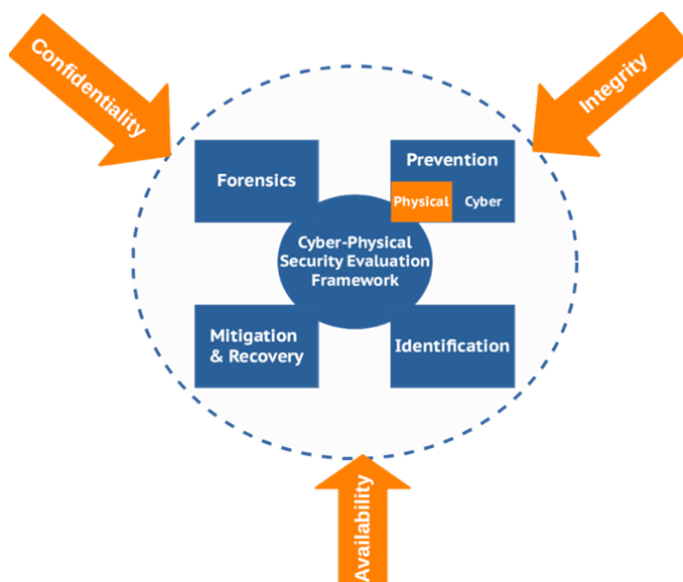 Confidentiality
Integrity
Forensics
Prevention
Physical
Cyber
Cyber-Physical
Security Evaluation
Framework
Mitigation
& Recovery
Identification
Availability